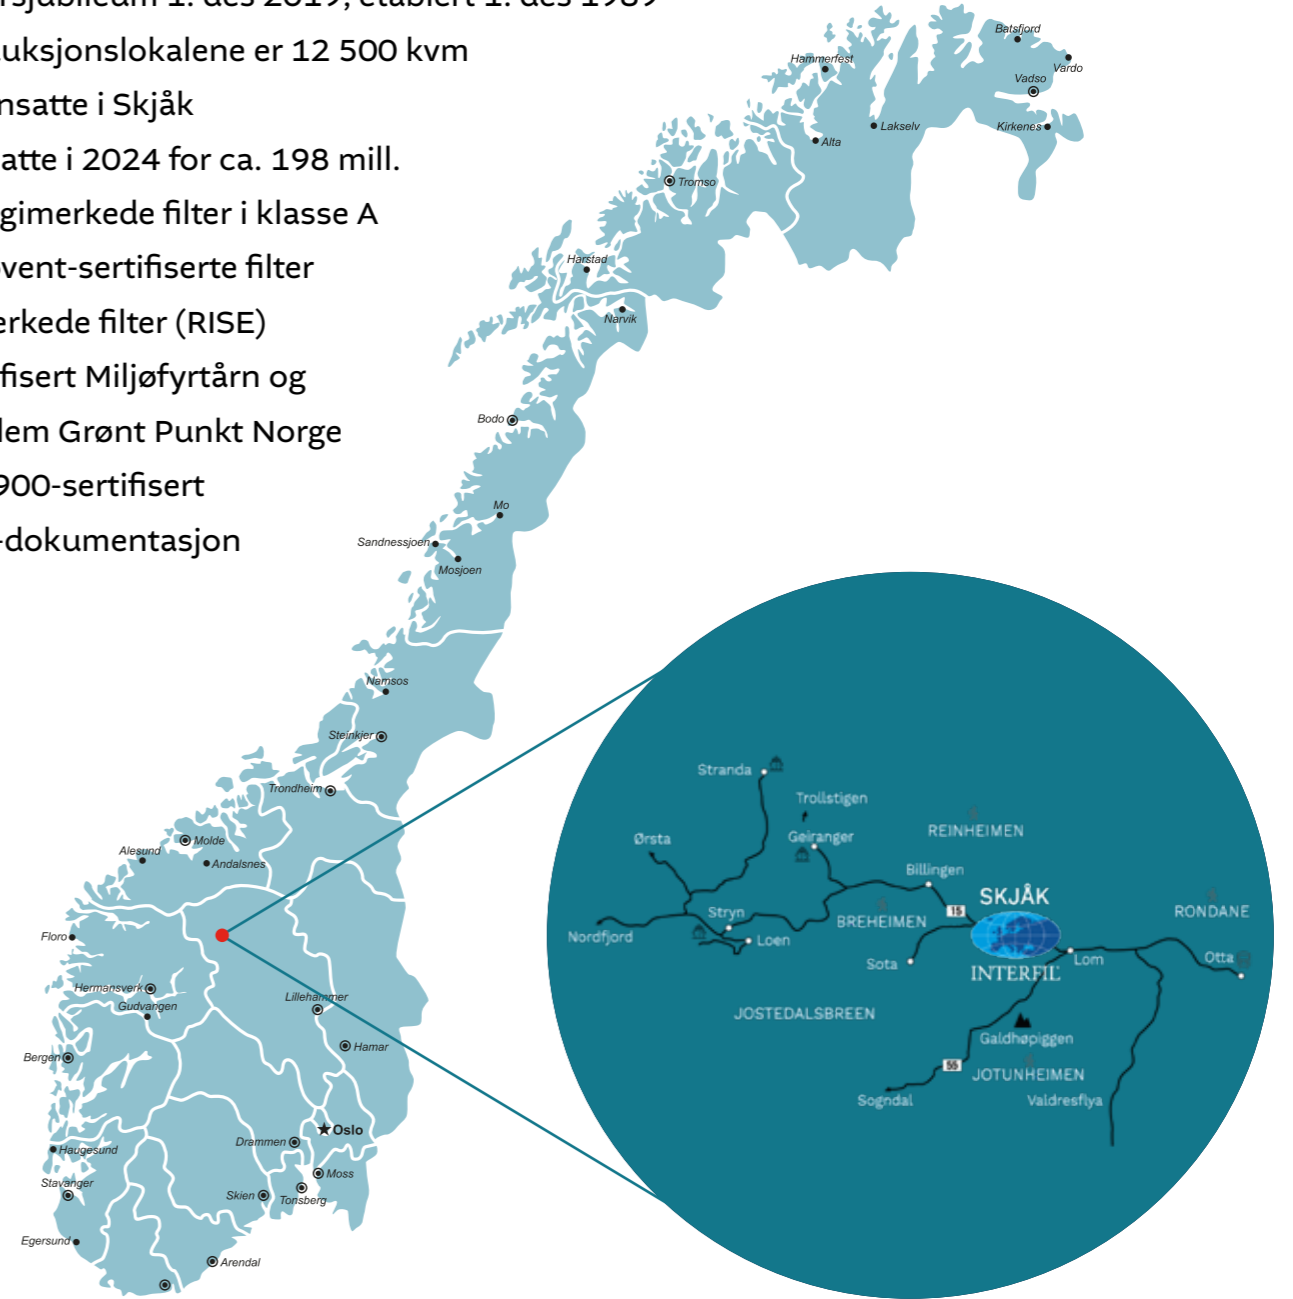 rsjubileum 1. des 2019, etablert 1. des 1989
uksjonslokalene er 12 500 kvm
nsatte i Skjåk
atte i 2024 for ca. 198 mill.
gimerkede filter i klasse A
vent-sertifiserte filter
erkede filter (RISE)
fisert Miljøfyrtårn og
lem Grønt Punkt Norge
900-sertifisert
-dokumentasjon
Batsfjord
Hammerfest
Vardo
Vadso
Lakselv
Kirkenes
Alta
Tromso
Harstad
Narvik
Bodo
Mo
Sandnessjoen
Mosjoen
Namsos
Steinkjer
Trondheim
Molde
Alesund
Andalsnes
Floro
Hermansverk
Lillehammer
Gudvangen
Hamar
Bergen
Oslo
Drammen
Haugesund
Moss
Stavanger
Skien
Tonsberg
Egersund
Arendal
Stranda
Trollstigen
Ørsta
Geiranger
REINHEIMEN
Billingen
SKJÅK
15
Stryn
BREHEIMEN
RONDANE
Nordfjord
Loen
Sota
INTERFIL
Lom
Otta
JOSTEDALSBREEN
Galdhøpiggen
55
JOTUNHEIMEN
Sogndal
Valdresflya